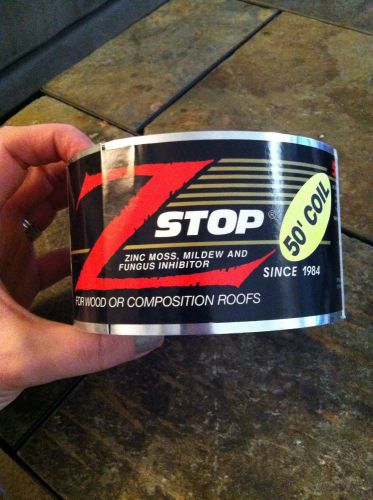 Z STOP ®
50' COIL
ZINC MOSS, MILDEW AND
FUNGUS INHIBITOR
SINCE 1984
FOR WOOD OR COMPOSITION ROOFS